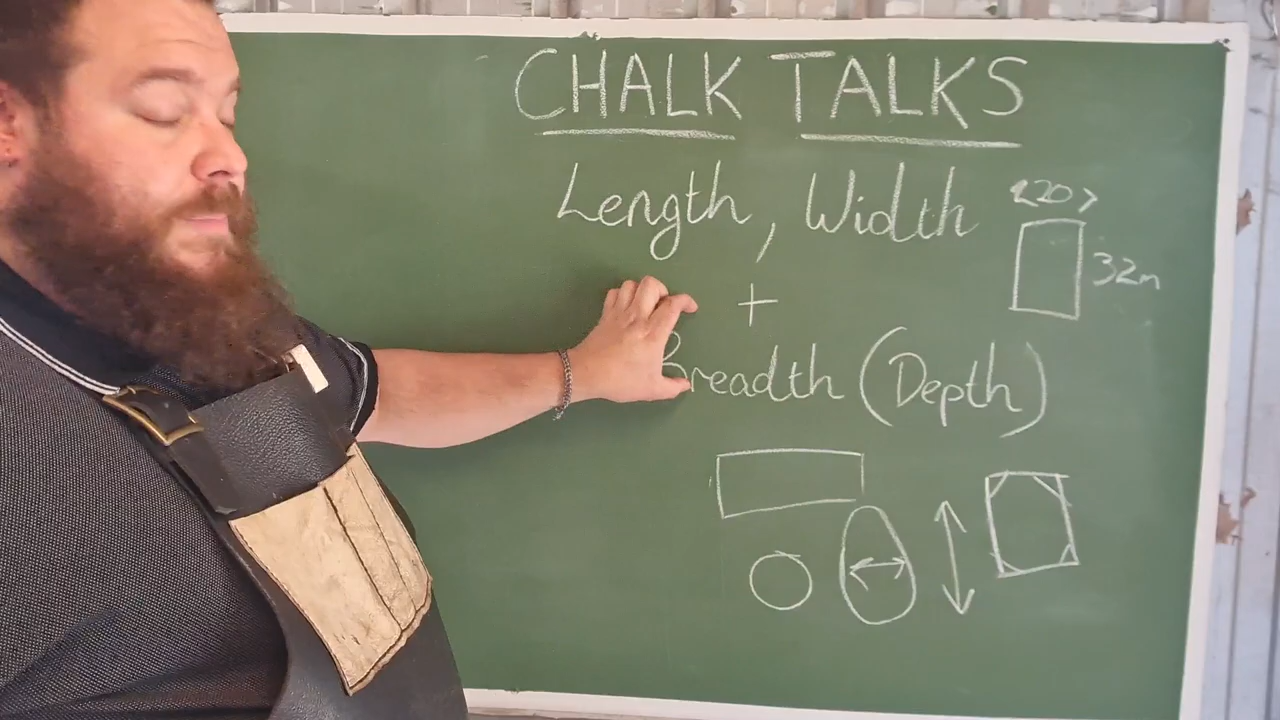 CHALK TALKS
Length, Width
<20>
32m
+
Breadth (Depth)